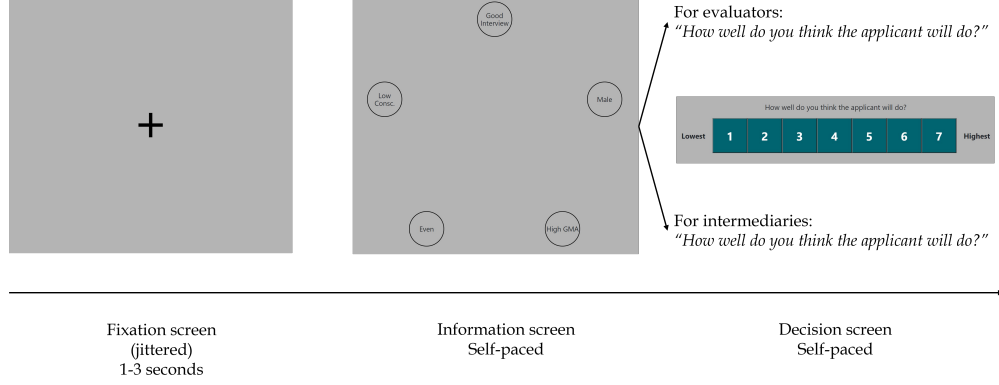 +
Good
Interview
Low
Consc.
Male
Even
High GMA
For evaluators:
“How well do you think the applicant will do?”
How well do you think the applicant will do?
Lowest 1 2 3 4 5 6 7 Highest
For intermediaries:
“How well do you think the applicant will do?”
Fixation screen
(jittered)
1-3 seconds
Information screen
Self-paced
Decision screen
Self-paced